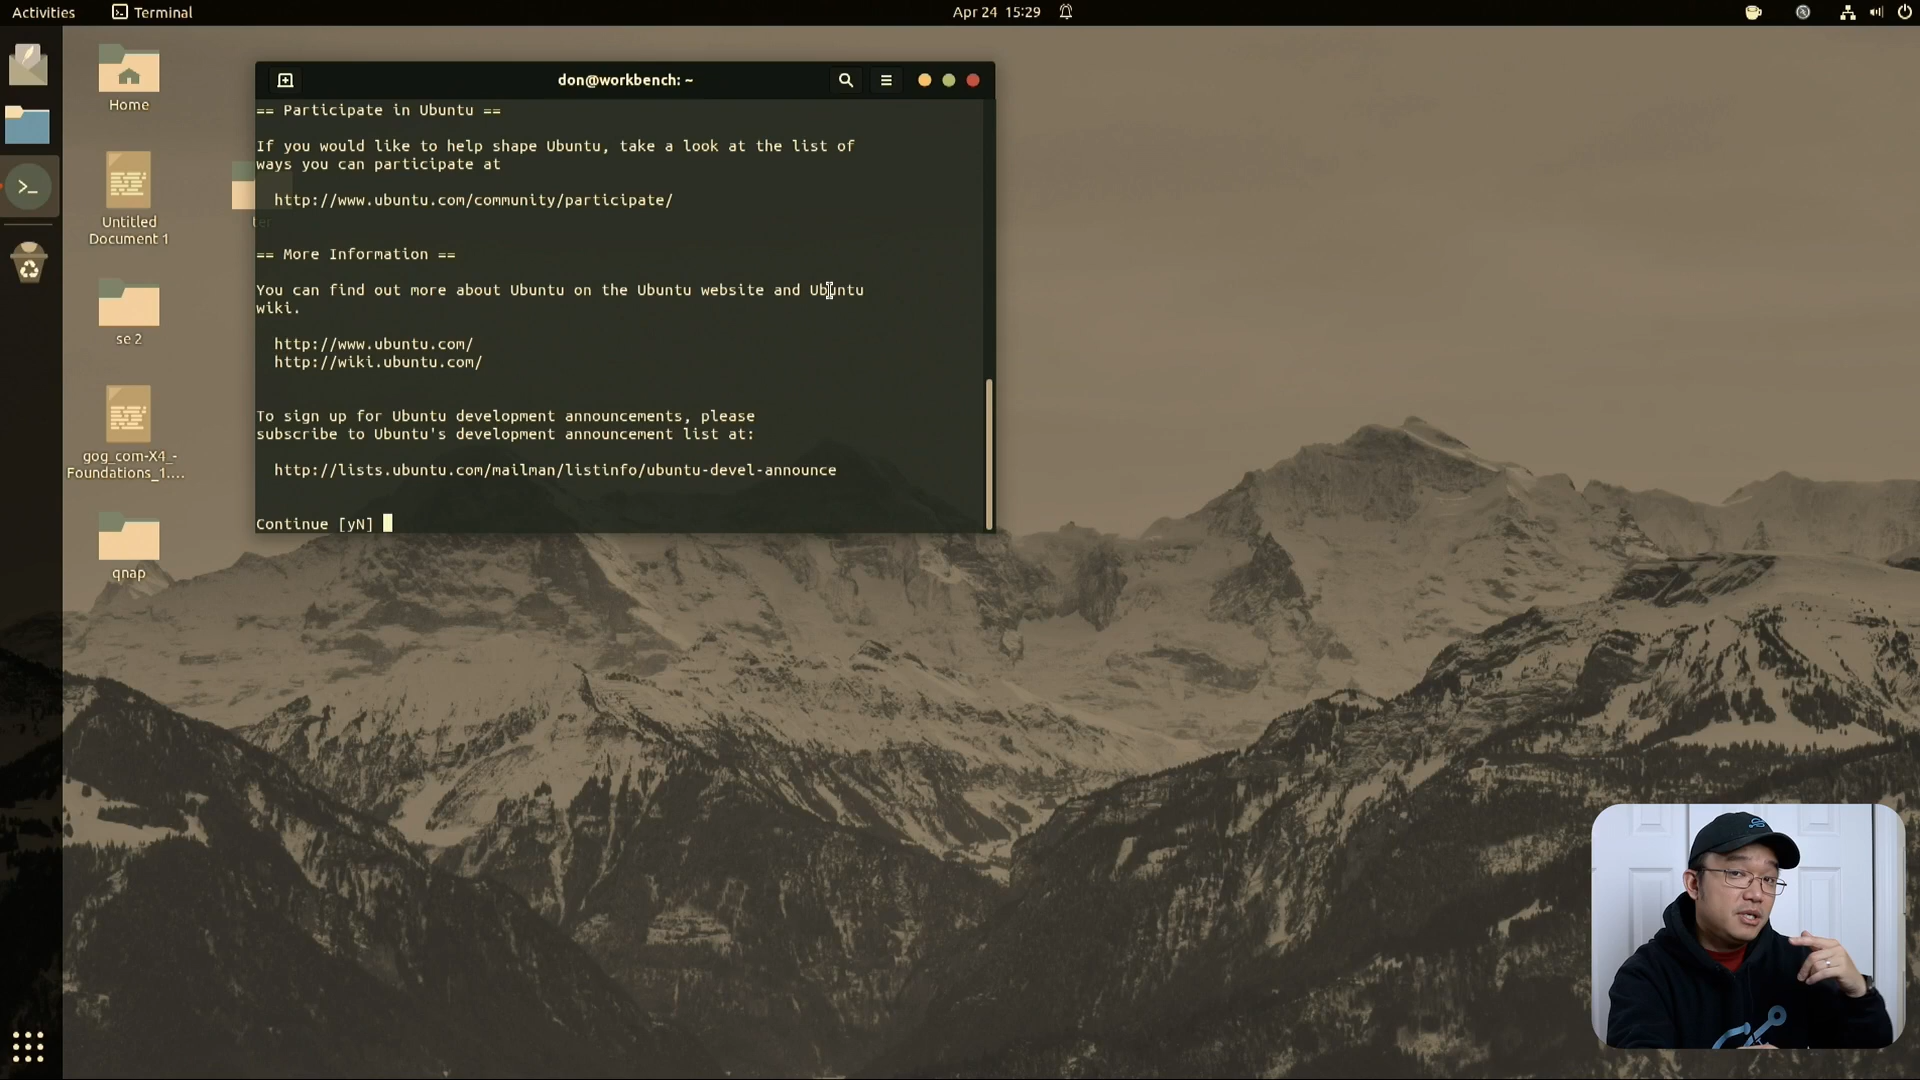 Activities
Terminal
Apr 24 15:29
Home
Untitled
Document 1
se 2
gog_com-X4_-
Foundations_1....
qnap
don@workbench: ~
== Participate in Ubuntu ==
If you would like to help shape Ubuntu, take a look at the list of
ways you can participate at
http://www.ubuntu.com/community/participate/
== More Information ==
You can find out more about Ubuntu on the Ubuntu website and Ubuntu
wiki.
http://www.ubuntu.com/
http://wiki.ubuntu.com/
To sign up for Ubuntu development announcements, please
subscribe to Ubuntu's development announcement list at:
http://lists.ubuntu.com/mailman/listinfo/ubuntu-devel-announce
Continue [yN]